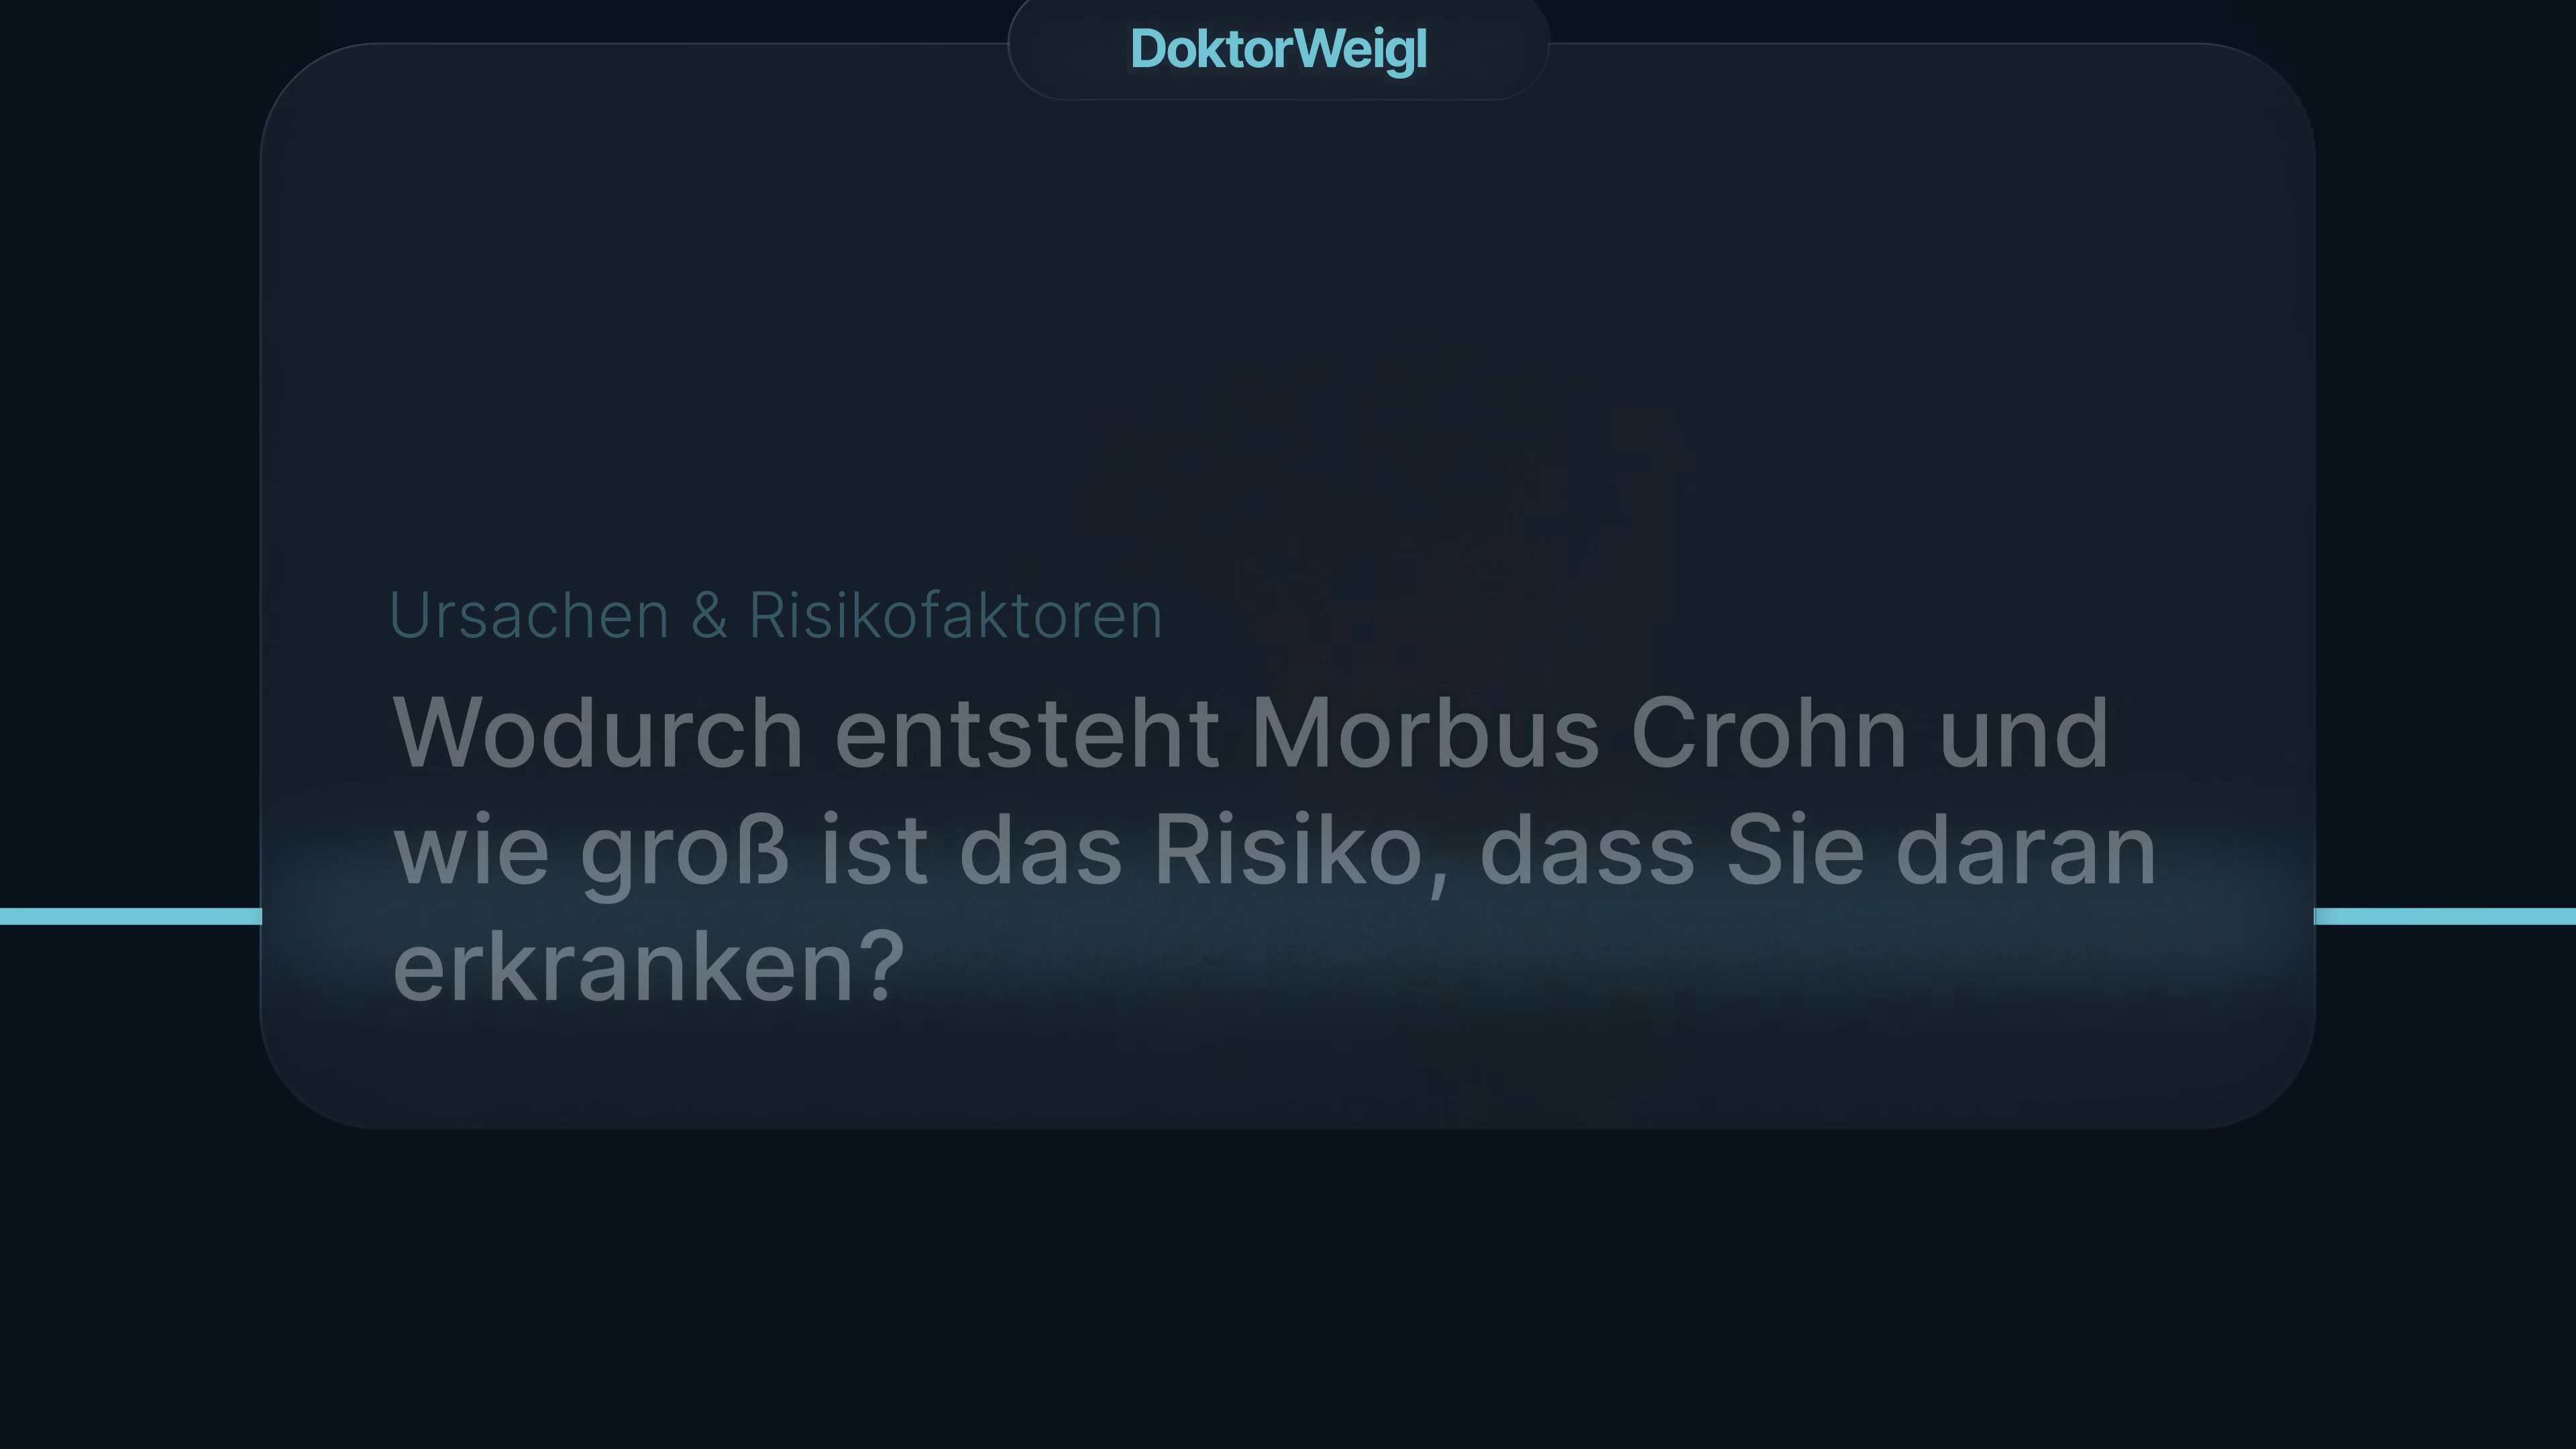 DoktorWeigl
Ursachen & Risikofaktoren
Wodurch entsteht Morbus Crohn und
wie groß ist das Risiko, dass Sie daran
erkranken?